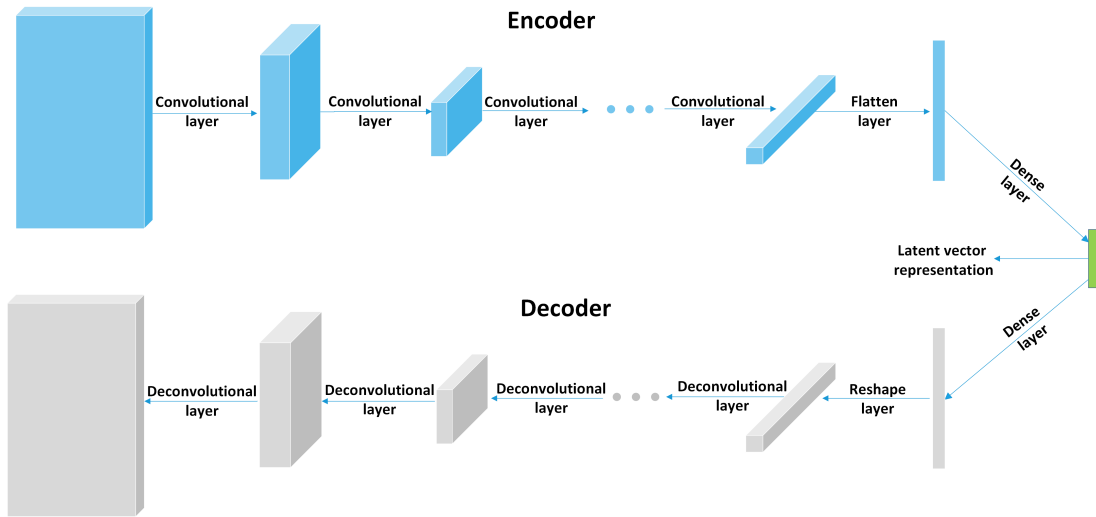 Encoder
Convolutional
layer
Convolutional
layer
Convolutional
layer
Convolutional
layer
Flatten
layer
Dense
layer
Latent vector
representation
Decoder
Dense
layer
Deconvolutional
layer
Deconvolutional
layer
Deconvolutional
layer
Deconvolutional
layer
Reshape
layer